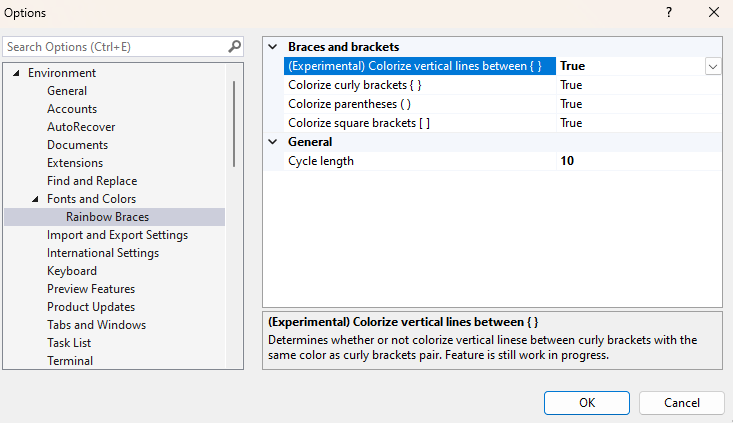 Options
?
Search Options (Ctrl+E)
Environment
General
Accounts
AutoRecover
Documents
Extensions
Find and Replace
Fonts and Colors
Rainbow Braces
Import and Export Settings
International Settings
Keyboard
Preview Features
Product Updates
Tabs and Windows
Task List
Terminal
Braces and brackets
(Experimental) Colorize vertical lines between { } True
Colorize curly brackets { } True
Colorize parentheses ( ) True
Colorize square brackets [ ] True
General
Cycle length 10
(Experimental) Colorize vertical lines between { }
Determines whether or not colorize vertical linese between curly brackets with the
same color as curly brackets pair. Feature is still work in progress.
OK Cancel